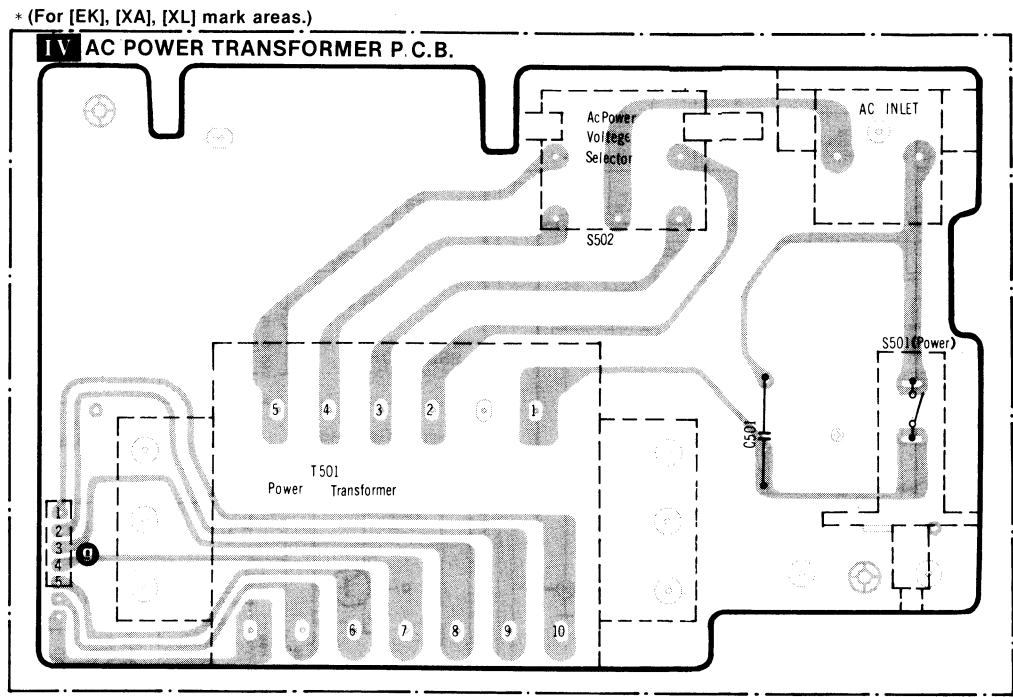 * (For [EK], [XA], [XL] mark areas.)
IV AC POWER TRANSFORMER P.C.B.
AC INLET
Ac Power
Voltege
Selector
S502
S501(Power)
5 4 3 2 1
C501
T501
Power Transformer
1
2
3
4
5
g
6 7 8 9 10